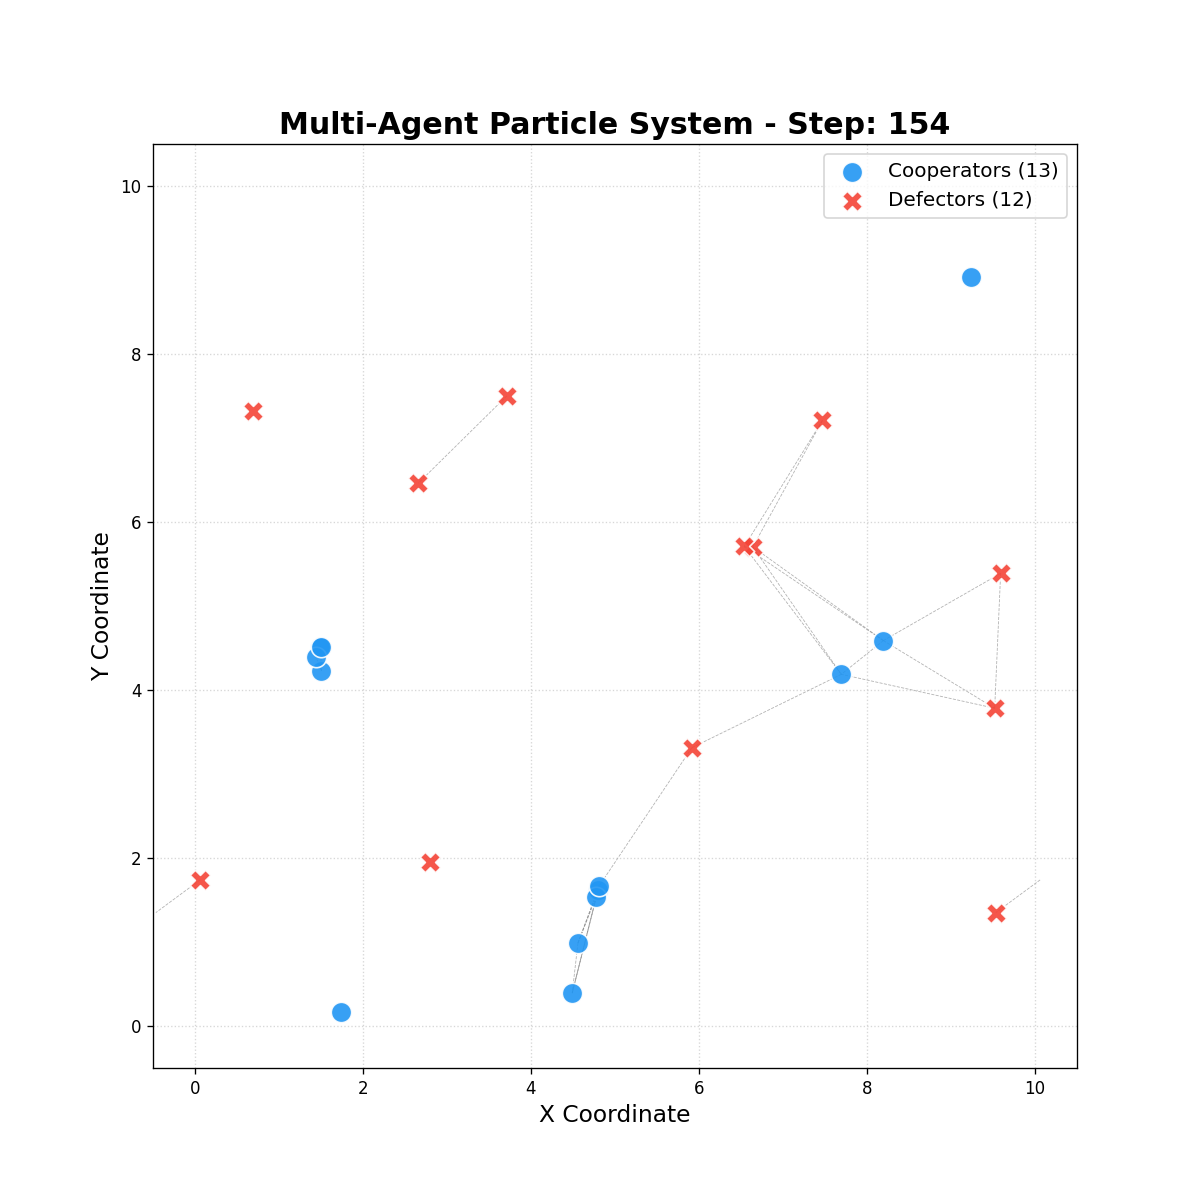 Multi-Agent Particle System - Step: 154
Cooperators (13)
Defectors (12)
10
8
6
4
2
0
Y Coordinate
0 2 4 6 8 10
X Coordinate